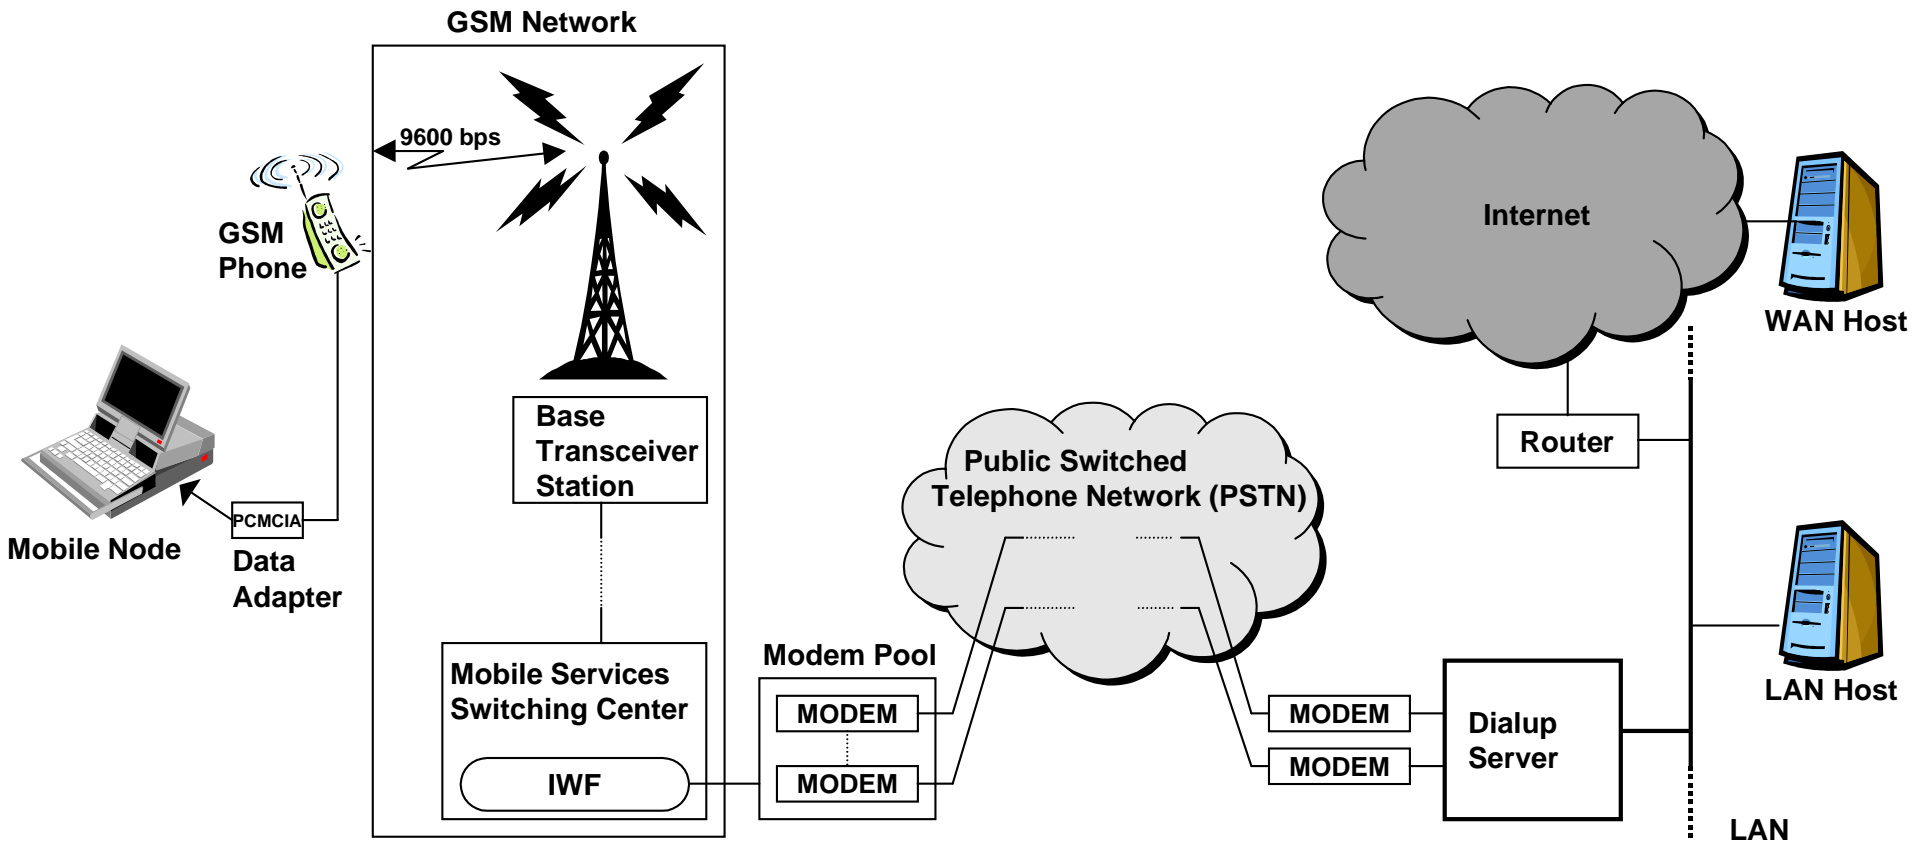 GSM Network
9600 bps
GSM
Phone
Mobile Node
PCMCIA
Data
Adapter
Base
Transceiver
Station
Mobile Services
Switching Center
IWF
Modem Pool
MODEM
MODEM
Public Switched
Telephone Network (PSTN)
MODEM
MODEM
Dialup
Server
Internet
Router
WAN Host
LAN Host
LAN